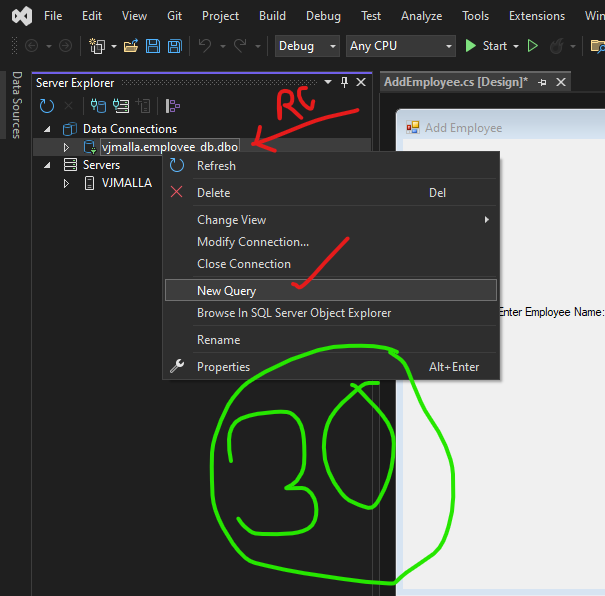 File Edit View Git Project Build Debug Test Analyze Tools Extensions Win
Debug Any CPU Start
Data Sources
Server Explorer
AddEmployee.cs [Design]*
RC
Data Connections
Add Employee
vjmalla.employee_db.dbo
Servers
VJMALLA
Refresh
Delete Del
Change View
Modify Connection...
Close Connection
New Query
Browse In SQL Server Object Explorer
Enter Employee Name:
Rename
Properties Alt+Enter
30